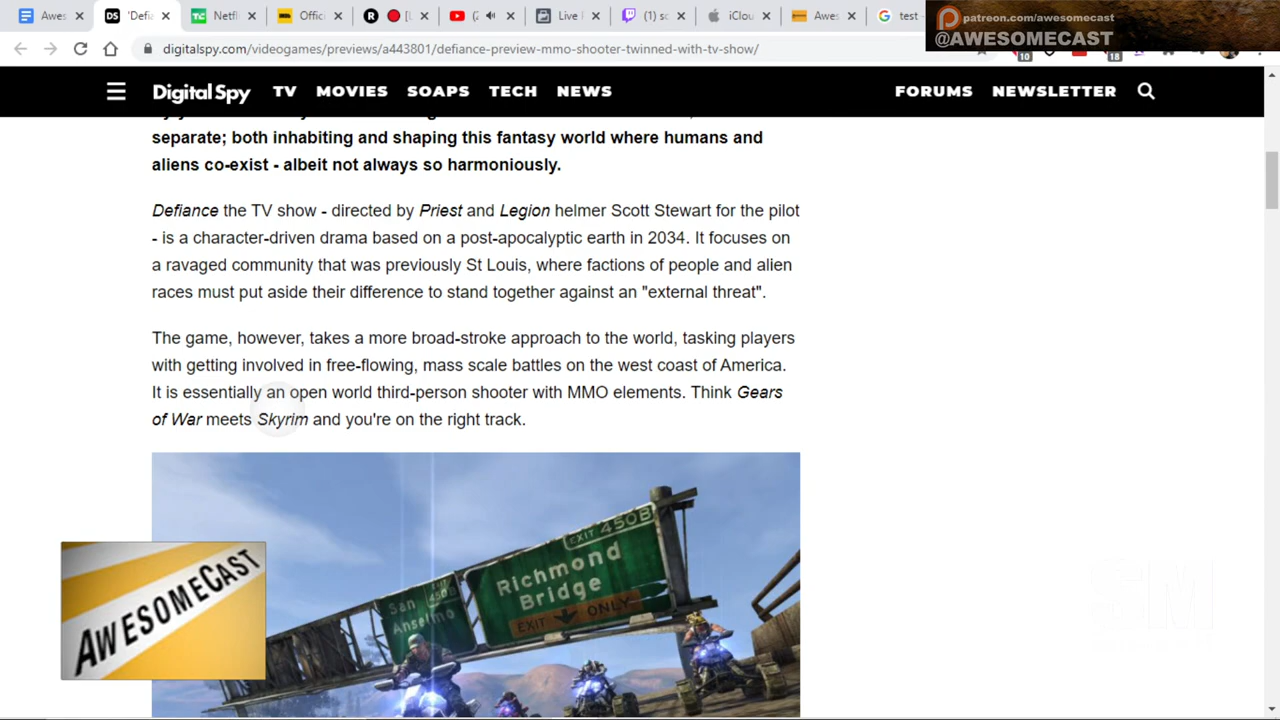 Awes
'Defia
Netfl
Offici
YouTube
Live
(1) sc
iClou
Awes
test -
patreon.com/awesomecast
@AWESOMECAST
digitalspy.com/videogames/previews/a443801/defiance-preview-mmo-shooter-twinned-with-tv-show/
10
18
Digital Spy TV MOVIES SOAPS TECH NEWS FORUMS NEWSLETTER
separate; both inhabiting and shaping this fantasy world where humans and
aliens co-exist - albeit not always so harmoniously.
Defiance the TV show - directed by Priest and Legion helmer Scott Stewart for the pilot
- is a character-driven drama based on a post-apocalyptic earth in 2034. It focuses on
a ravaged community that was previously St Louis, where factions of people and alien
races must put aside their difference to stand together against an "external threat".
The game, however, takes a more broad-stroke approach to the world, tasking players
with getting involved in free-flowing, mass scale battles on the west coast of America.
It is essentially an open world third-person shooter with MMO elements. Think Gears
of War meets Skyrim and you're on the right track.
EXIT 450B
Richmond
Bridge
EXIT ONLY
San
Anselmo
AWESOMECAST